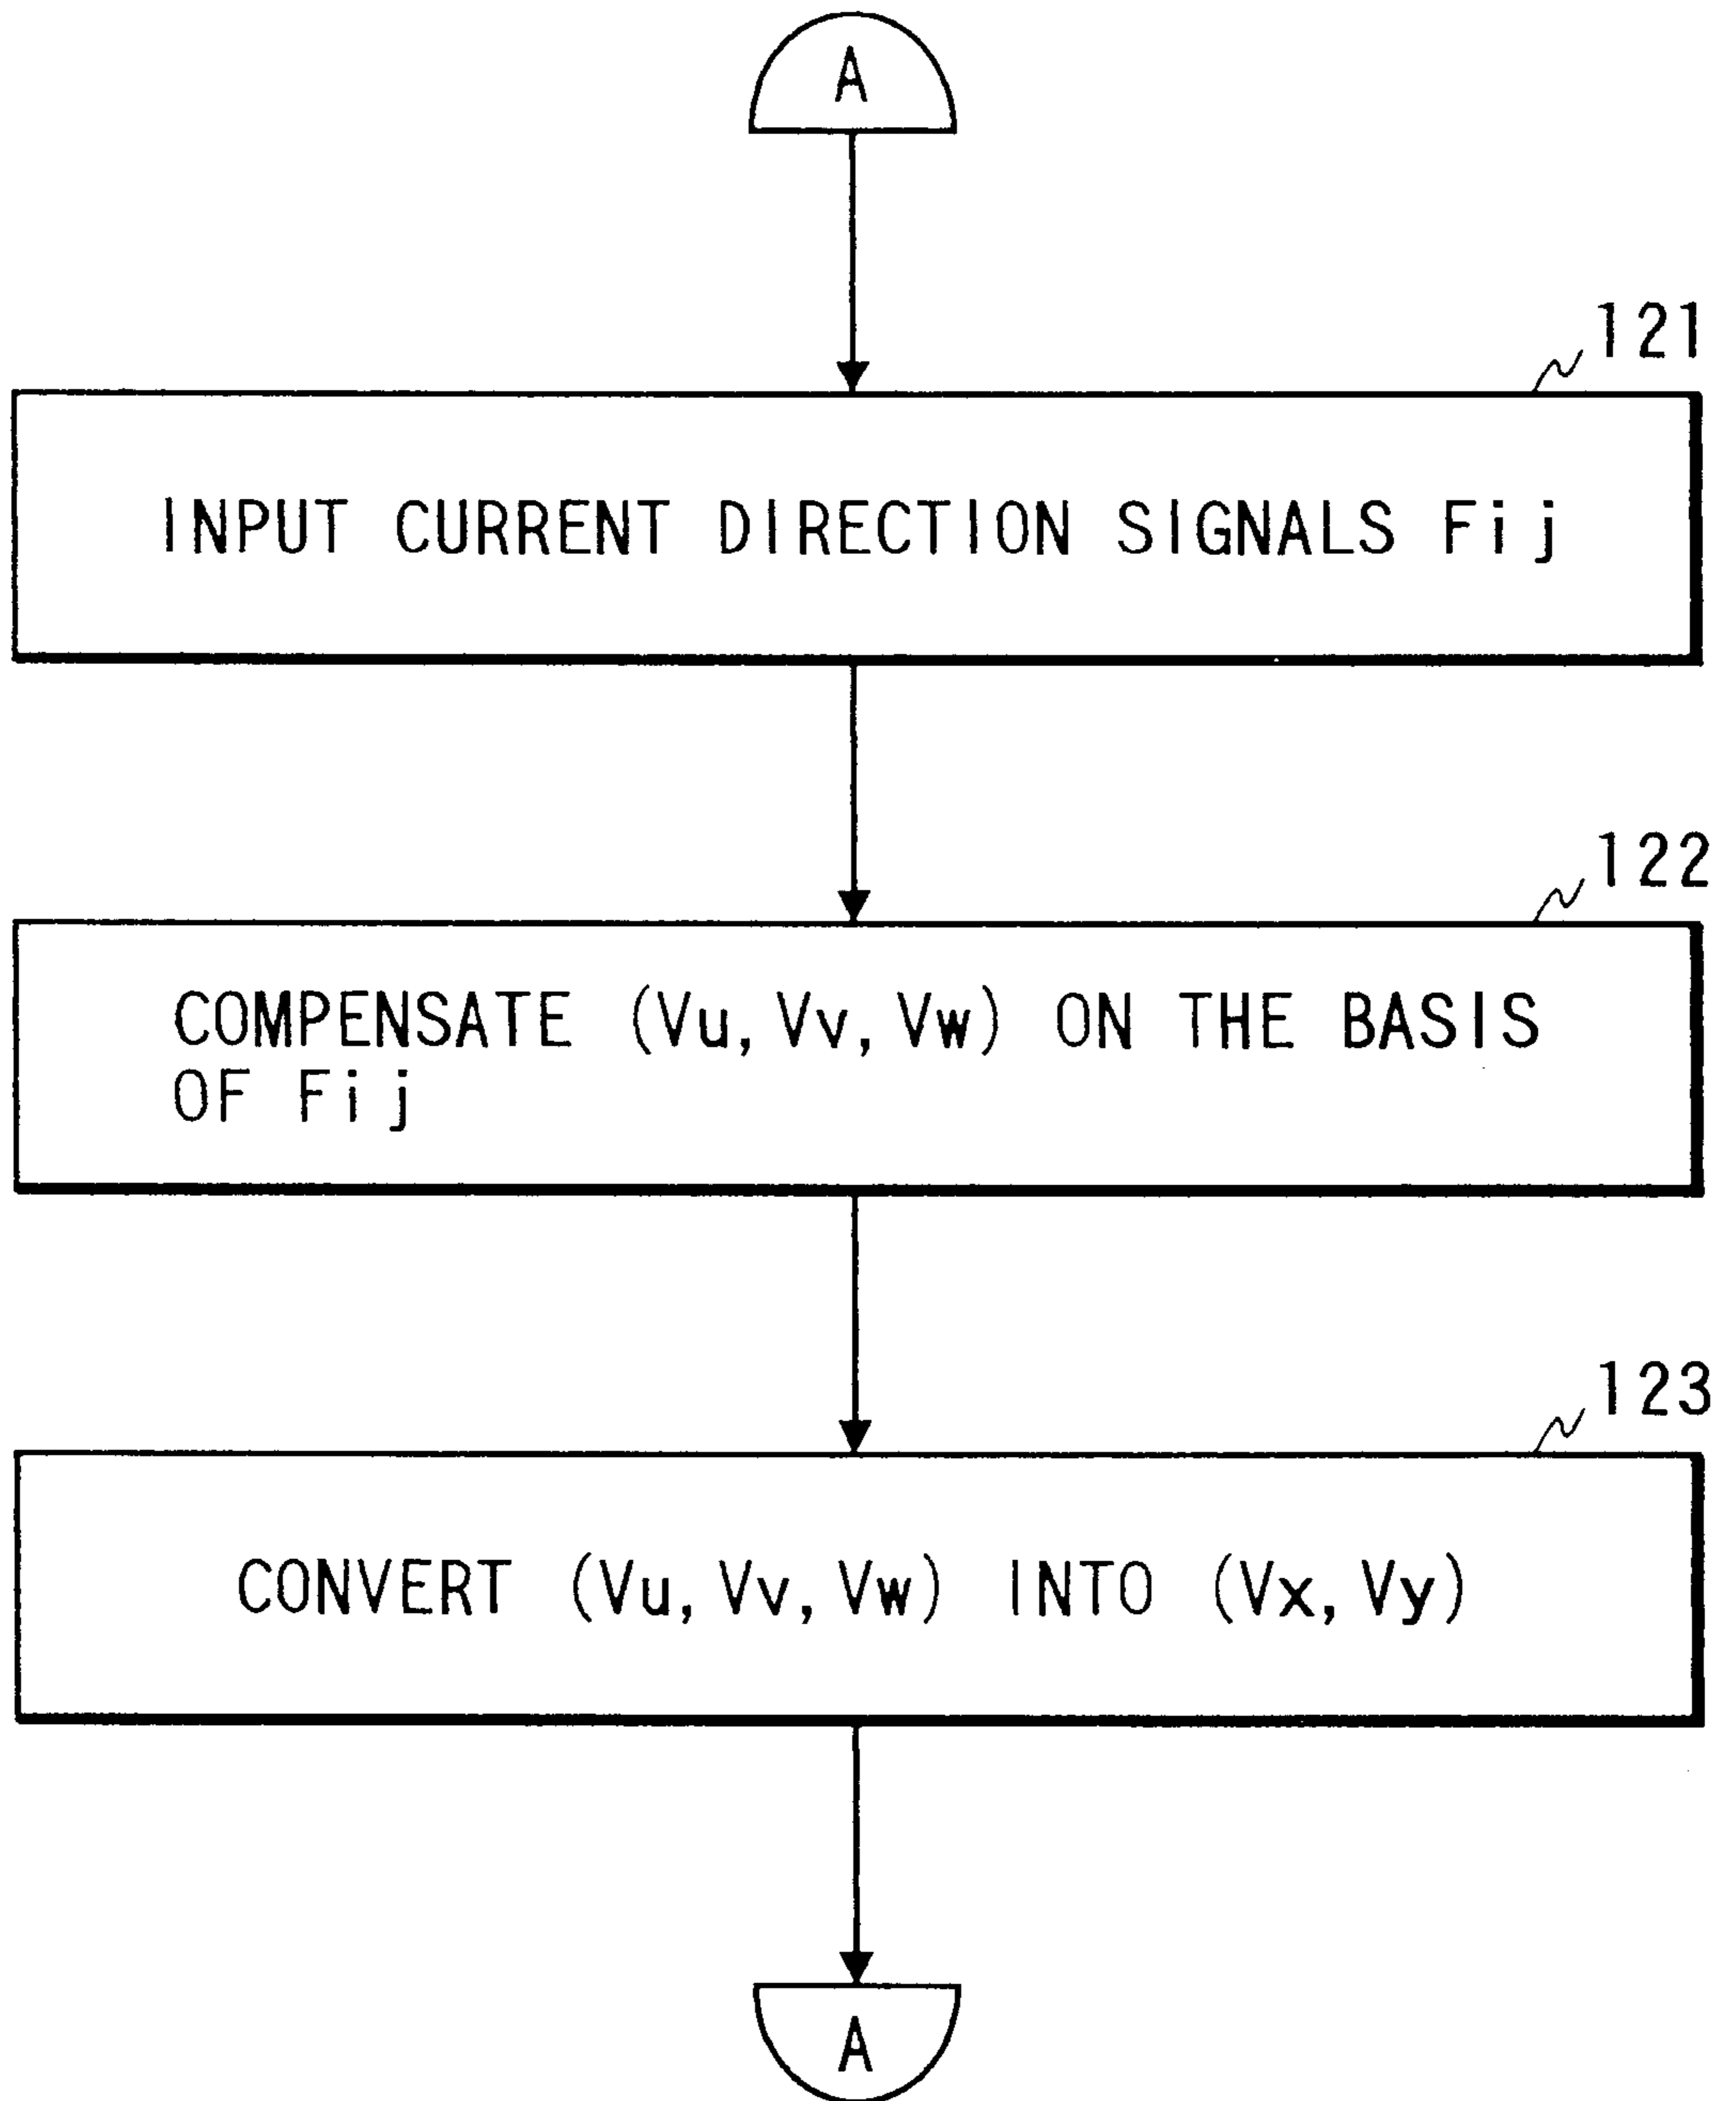 A
121
INPUT CURRENT DIRECTION SIGNALS Fij
122
COMPENSATE (Vu, Vv, Vw) ON THE BASIS
OF Fij
123
CONVERT (Vu, Vv, Vw) INTO (Vx, Vy)
A